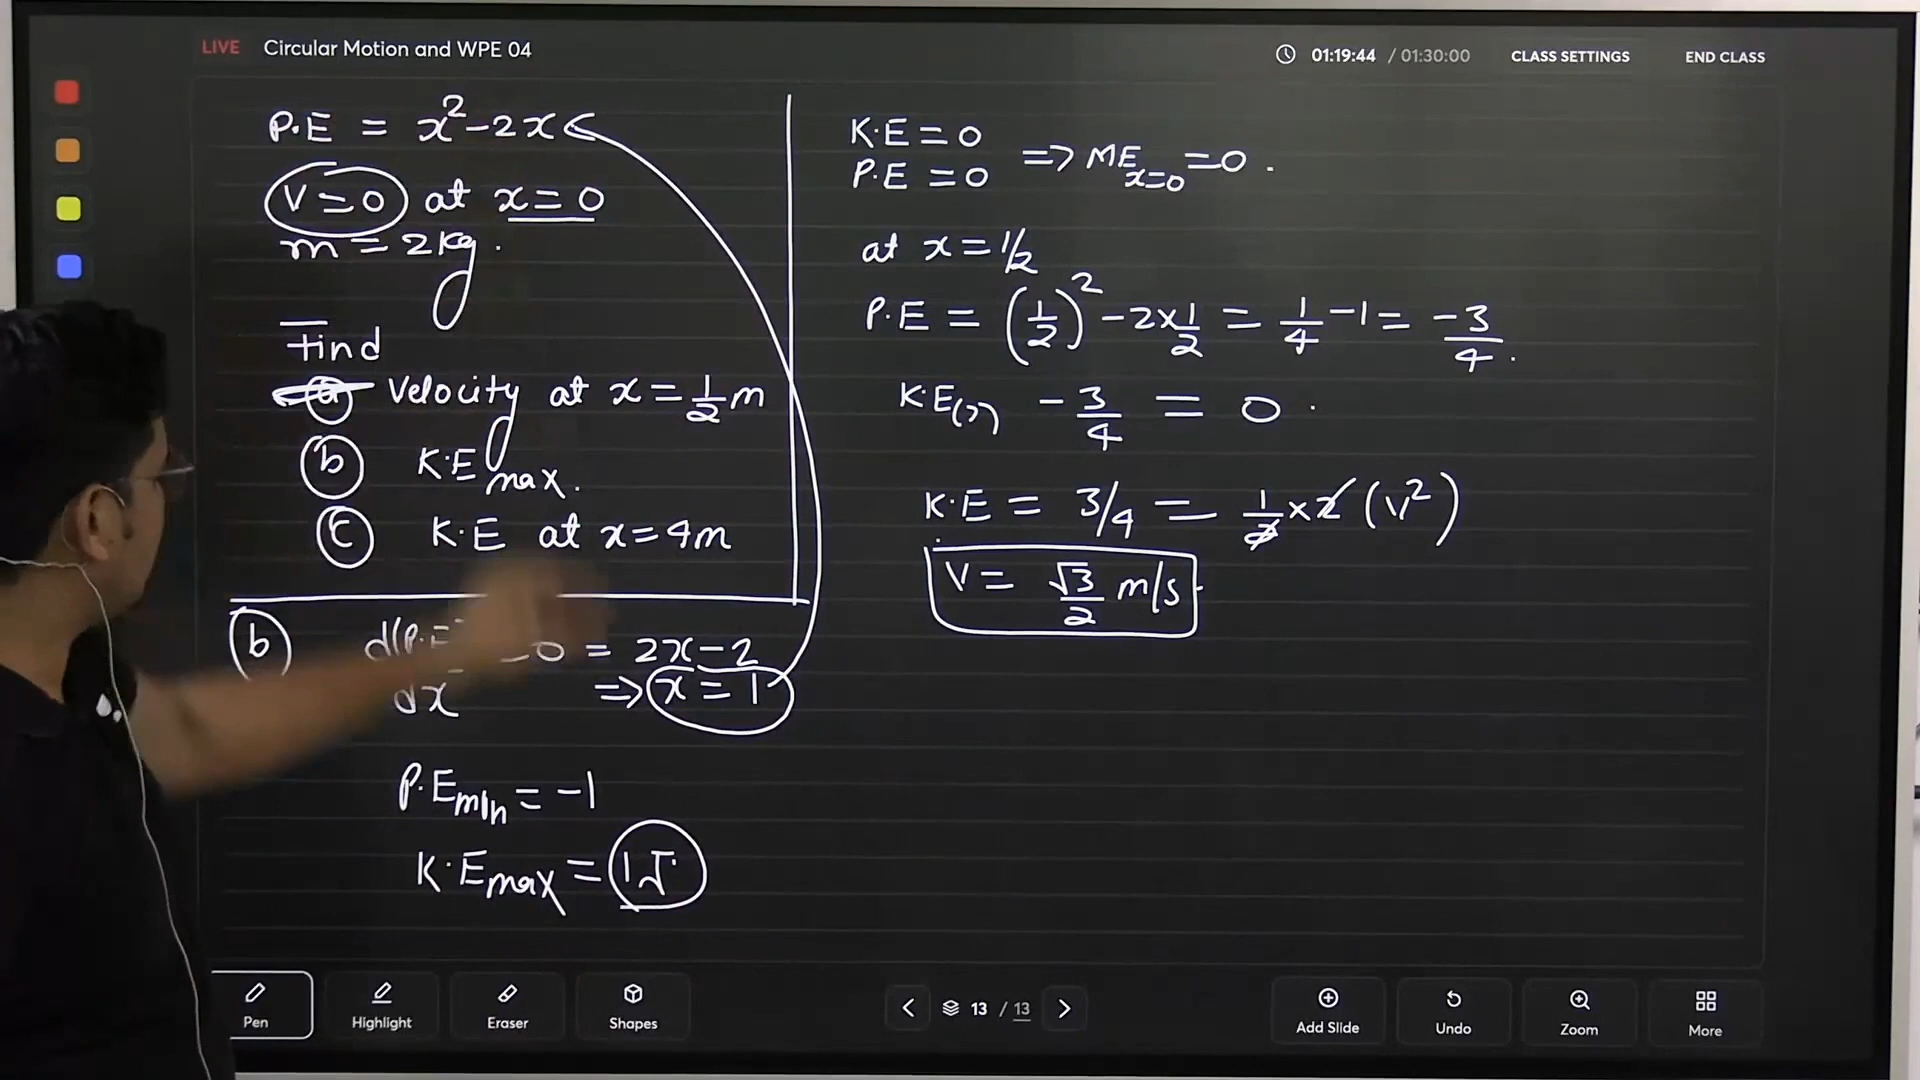 LIVE Circular Motion and WPE 04
01:19:44 / 01:30:00 CLASS SETTINGS END CLASS
P.E = x²-2x
V=0 at x=0
m=2kg.
Find
(a) Velocity at x=1/2m
(b) K.E max.
(c) K.E at x=4m
(b) d(P.E) =0 = 2x-2
dx => x=1
P.E min = -1
K.E max = 1J
K.E=0
P.E=0 => ME x=0 =0.
at x=1/2
P.E = (1/2)² -2×1/2 = 1/4 -1 = -3/4.
K.E(?) -3/4 = 0.
K.E = 3/4 = 1/2×2(V²)
V= √3/2 m/s
Pen Highlight Eraser Shapes 13 / 13 Add Slide Undo Zoom More